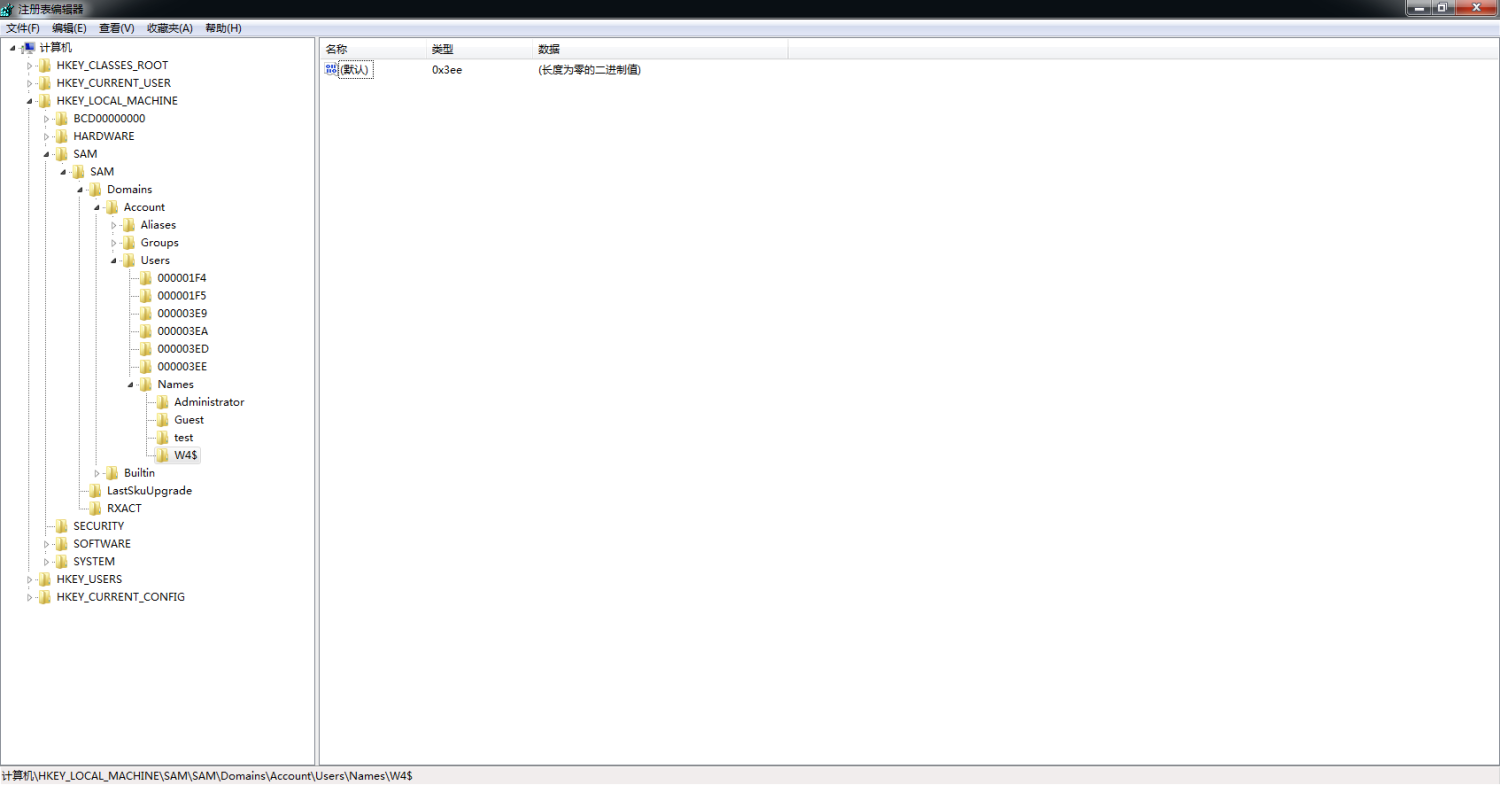 注册表编辑器
文件(F) 编辑(E) 查看(V) 收藏夹(A) 帮助(H)
计算机
HKEY_CLASSES_ROOT
HKEY_CURRENT_USER
HKEY_LOCAL_MACHINE
BCD00000000
HARDWARE
SAM
SAM
Domains
Account
Aliases
Groups
Users
000001F4
000001F5
000003E9
000003EA
000003ED
000003EE
Names
Administrator
Guest
test
W4$
Builtin
LastSkuUpgrade
RXACT
SECURITY
SOFTWARE
SYSTEM
HKEY_USERS
HKEY_CURRENT_CONFIG
名称 类型 数据
(默认) 0x3ee (长度为零的二进制值)
计算机\HKEY_LOCAL_MACHINE\SAM\SAM\Domains\Account\Users\Names\W4$